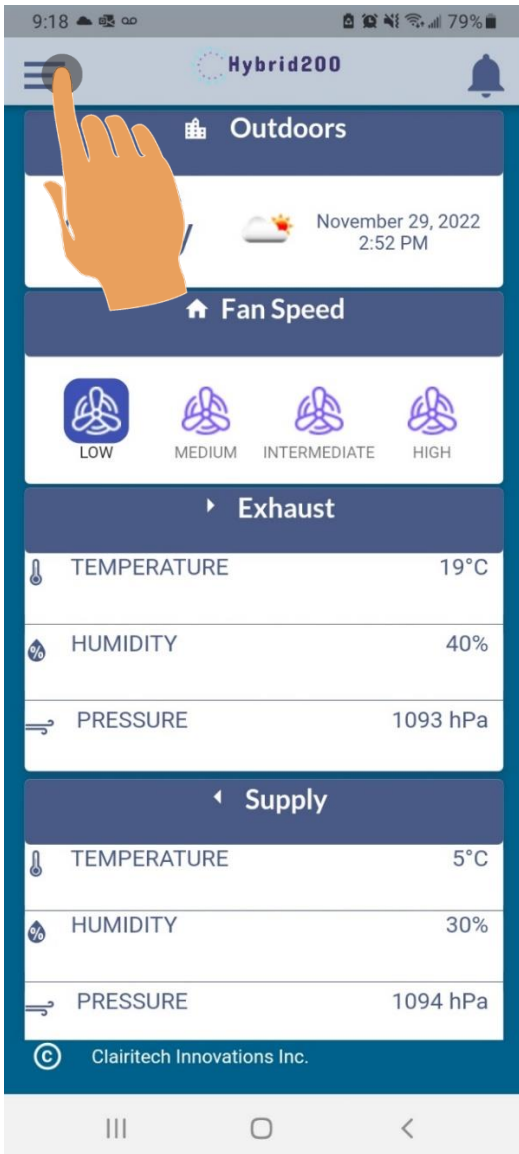 9:18 79%
Hybrid200
Outdoors
November 29, 2022
2:52 PM
Fan Speed
LOW MEDIUM INTERMEDIATE HIGH
Exhaust
TEMPERATURE 19°C
HUMIDITY 40%
PRESSURE 1093 hPa
Supply
TEMPERATURE 5°C
HUMIDITY 30%
PRESSURE 1094 hPa
© Clairitech Innovations Inc.